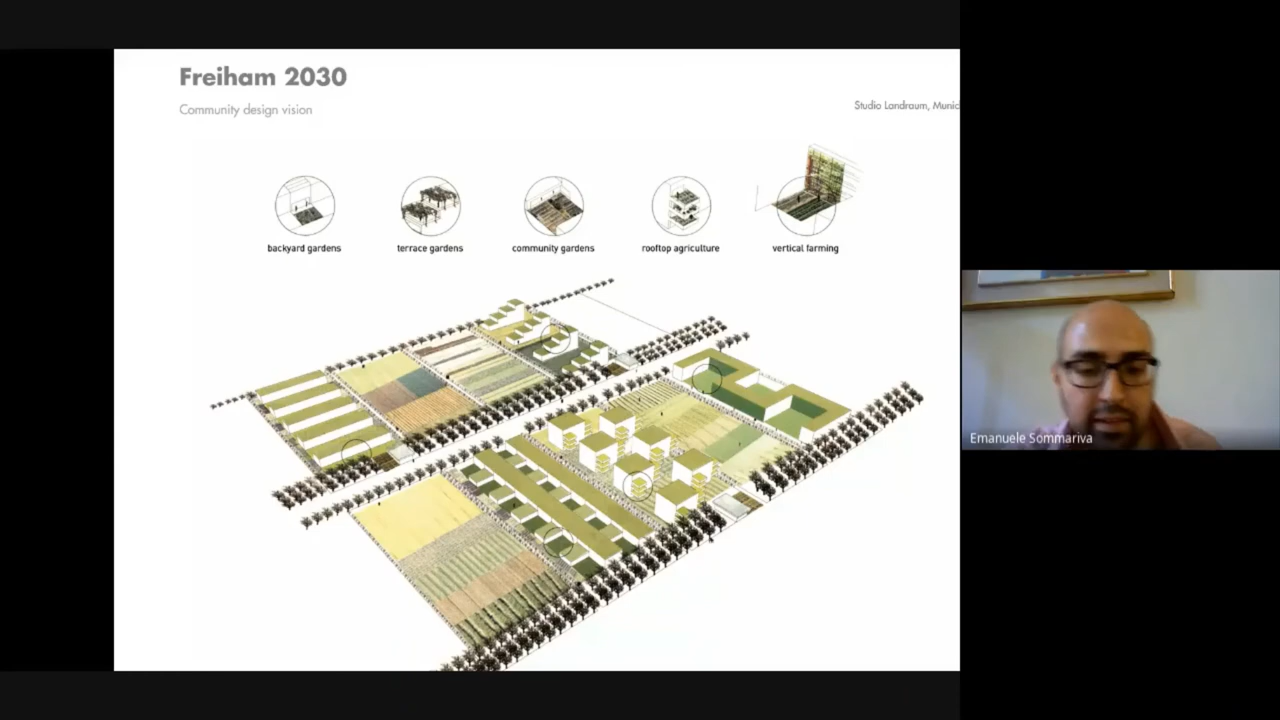 Freiham 2030
Community design vision
Studio Landraum, Munic
backyard gardens
terrace gardens
community gardens
rooftop agriculture
vertical farming
Emanuele Sommariva